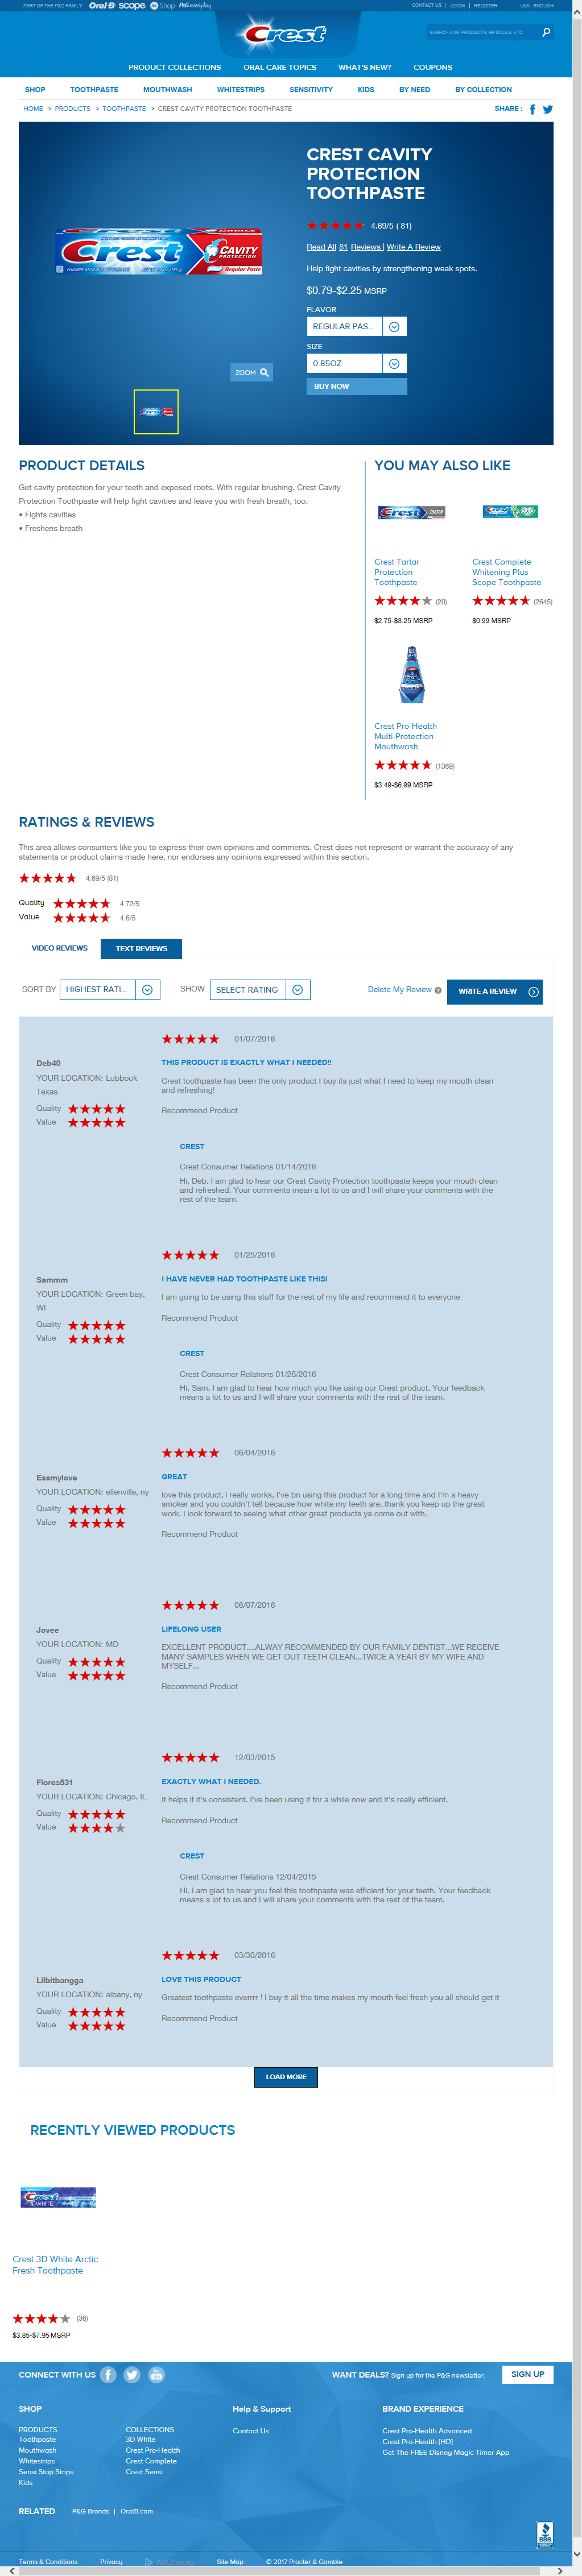 PART OF THE P&G FAMILY: Oral-B scope Shop P&G everyday
CONTACT US | LOGIN | REGISTER USA - ENGLISH
Crest
SEARCH FOR PRODUCTS, ARTICLES, ETC
PRODUCT COLLECTIONS ORAL CARE TOPICS WHAT'S NEW? COUPONS
SHOP TOOTHPASTE MOUTHWASH WHITESTRIPS SENSITIVITY KIDS BY NEED BY COLLECTION
HOME > PRODUCTS > TOOTHPASTE > CREST CAVITY PROTECTION TOOTHPASTE
SHARE :
CREST CAVITY
PROTECTION
TOOTHPASTE
4.69/5 ( 81)
Read All 81 Reviews | Write A Review
Help fight cavities by strengthening weak spots.
$0.79-$2.25 MSRP
FLAVOR
REGULAR PAS...
SIZE
0.85OZ
BUY NOW
Crest
CAVITY
PROTECTION
Regular Paste
ZOOM
PRODUCT DETAILS
Get cavity protection for your teeth and exposed roots. With regular brushing, Crest Cavity
Protection Toothpaste will help fight cavities and leave you with fresh breath, too.
• Fights cavities
• Freshens breath
YOU MAY ALSO LIKE
Crest Tartar
Protection
Toothpaste
(20)
$2.75-$3.25 MSRP
Crest Complete
Whitening Plus
Scope Toothpaste
(2645)
$0.99 MSRP
Crest Pro-Health
Multi-Protection
Mouthwash
(1369)
$3.49-$6.99 MSRP
RATINGS & REVIEWS
This area allows consumers like you to express their own opinions and comments. Crest does not represent or warrant the accuracy of any
statements or product claims made here, nor endorses any opinions expressed within this section.
4.69/5 (81)
Quality 4.72/5
Value 4.6/5
VIDEO REVIEWS TEXT REVIEWS
SORT BY HIGHEST RATI... SHOW SELECT RATING Delete My Review ? WRITE A REVIEW
01/07/2016
Deb40
YOUR LOCATION: Lubbock
Texas
Quality
Value
THIS PRODUCT IS EXACTLY WHAT I NEEDED!!
Crest toothpaste has been the only product I buy its just what I need to keep my mouth clean
and refreshing!
Recommend Product
CREST
Crest Consumer Relations 01/14/2016
Hi, Deb. I am glad to hear our Crest Cavity Protection toothpaste keeps your mouth clean
and refreshed. Your comments mean a lot to us and I will share your comments with the
rest of the team.
01/25/2016
Sammm
YOUR LOCATION: Green bay,
WI
Quality
Value
I HAVE NEVER HAD TOOTHPASTE LIKE THIS!
I am going to be using this stuff for the rest of my life and recommend it to everyone
Recommend Product
CREST
Crest Consumer Relations 01/28/2016
Hi, Sam. I am glad to hear how much you like using our Crest product. Your feedback
means a lot to us and I will share your comments with the rest of the team.
06/04/2016
Essmylove
YOUR LOCATION: ellenville, ny
Quality
Value
GREAT
love this product, i really works, I've bn using this product for a long time and I'm a heavy
smoker and you couldn't tell because how white my teeth are. thank you keep up the great
work. i look forward to seeing what other great products ya come out with.
Recommend Product
06/07/2016
Jovee
YOUR LOCATION: MD
Quality
Value
LIFELONG USER
EXCELLENT PRODUCT....ALWAY RECOMMENDED BY OUR FAMILY DENTIST...WE RECEIVE
MANY SAMPLES WHEN WE GET OUT TEETH CLEAN...TWICE A YEAR BY MY WIFE AND
MYSELF...
Recommend Product
12/03/2015
Flores531
YOUR LOCATION: Chicago, IL
Quality
Value
EXACTLY WHAT I NEEDED.
It helps if it's consistent. I've been using it for a while now and it's really efficient.
Recommend Product
CREST
Crest Consumer Relations 12/04/2015
Hi. I am glad to hear you feel this toothpaste was efficient for your teeth. Your feedback
means a lot to us and I will share your comments with the rest of the team.
03/30/2016
Lilbitbangga
YOUR LOCATION: albany, ny
Quality
Value
LOVE THIS PRODUCT
Greatest toothpaste everrrr ! I buy it all the time makes my mouth feel fresh you all should get it
Recommend Product
LOAD MORE
RECENTLY VIEWED PRODUCTS
Crest 3D White Arctic
Fresh Toothpaste
(36)
$3.85-$7.95 MSRP
CONNECT WITH US
WANT DEALS? Sign up for the P&G newsletter. SIGN UP
SHOP
PRODUCTS
Toothpaste
Mouthwash
Whitestrips
Sensi Stop Strips
Kids
COLLECTIONS
3D White
Crest Pro-Health
Crest Complete
Crest Sensi
Help & Support
Contact Us
BRAND EXPERIENCE
Crest Pro-Health Advanced
Crest Pro-Health [HD]
Get The FREE Disney Magic Timer App
RELATED P&G Brands | OralB.com
BBB
Terms & Conditions Privacy AdChoices Site Map © 2017 Procter & Gamble